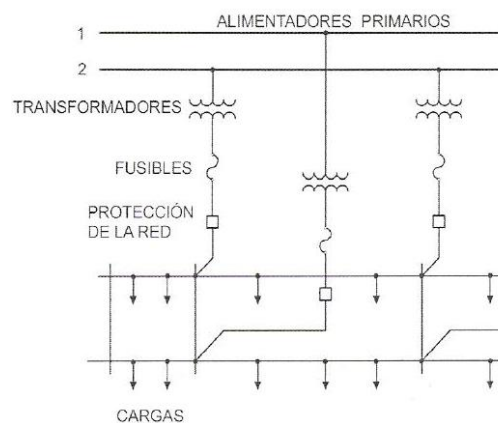 ALIMENTADORES PRIMARIOS
1
2
TRANSFORMADORES
FUSIBLES
PROTECCIÓN
DE LA RED
CARGAS